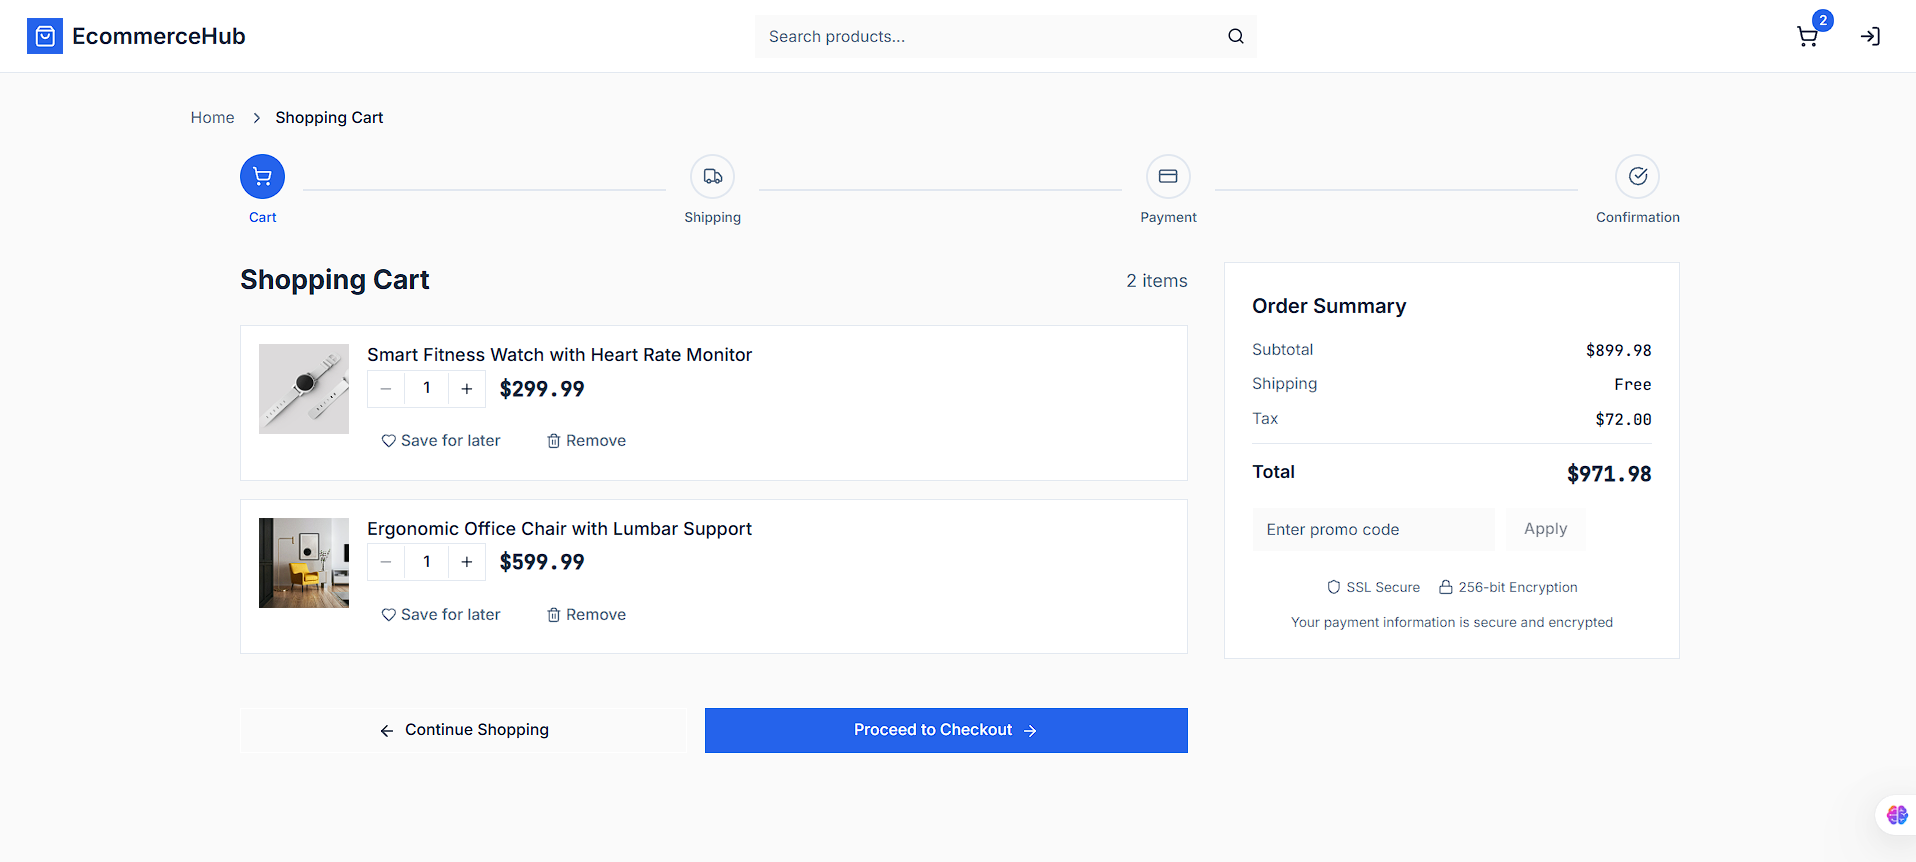 EcommerceHub
Search products...
2
Home > Shopping Cart
Cart
Shipping
Payment
Confirmation
Shopping Cart
2 items
Smart Fitness Watch with Heart Rate Monitor
− 1 + $299.99
Save for later Remove
Ergonomic Office Chair with Lumbar Support
− 1 + $599.99
Save for later Remove
← Continue Shopping
Proceed to Checkout →
Order Summary
Subtotal $899.98
Shipping Free
Tax $72.00
Total $971.98
Enter promo code Apply
SSL Secure 256-bit Encryption
Your payment information is secure and encrypted